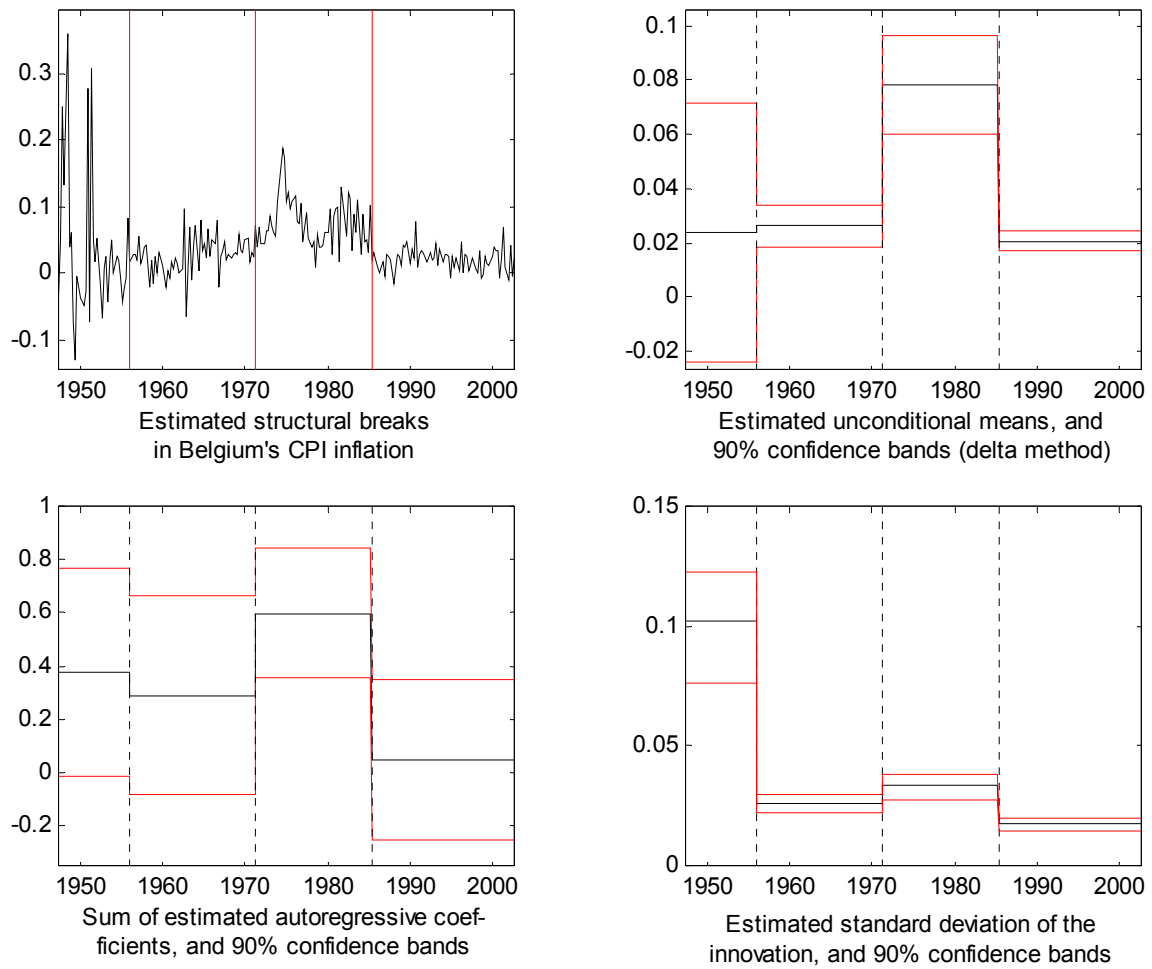 0.3
0.2
0.1
0
-0.1
1950 1960 1970 1980 1990 2000
Estimated structural breaks
in Belgium's CPI inflation
0.1
0.08
0.06
0.04
0.02
0
-0.02
1950 1960 1970 1980 1990 2000
Estimated unconditional means, and
90% confidence bands (delta method)
1
0.8
0.6
0.4
0.2
0
-0.2
1950 1960 1970 1980 1990 2000
Sum of estimated autoregressive coef-
ficients, and 90% confidence bands
0.15
0.1
0.05
0
1950 1960 1970 1980 1990 2000
Estimated standard deviation of the
innovation, and 90% confidence bands